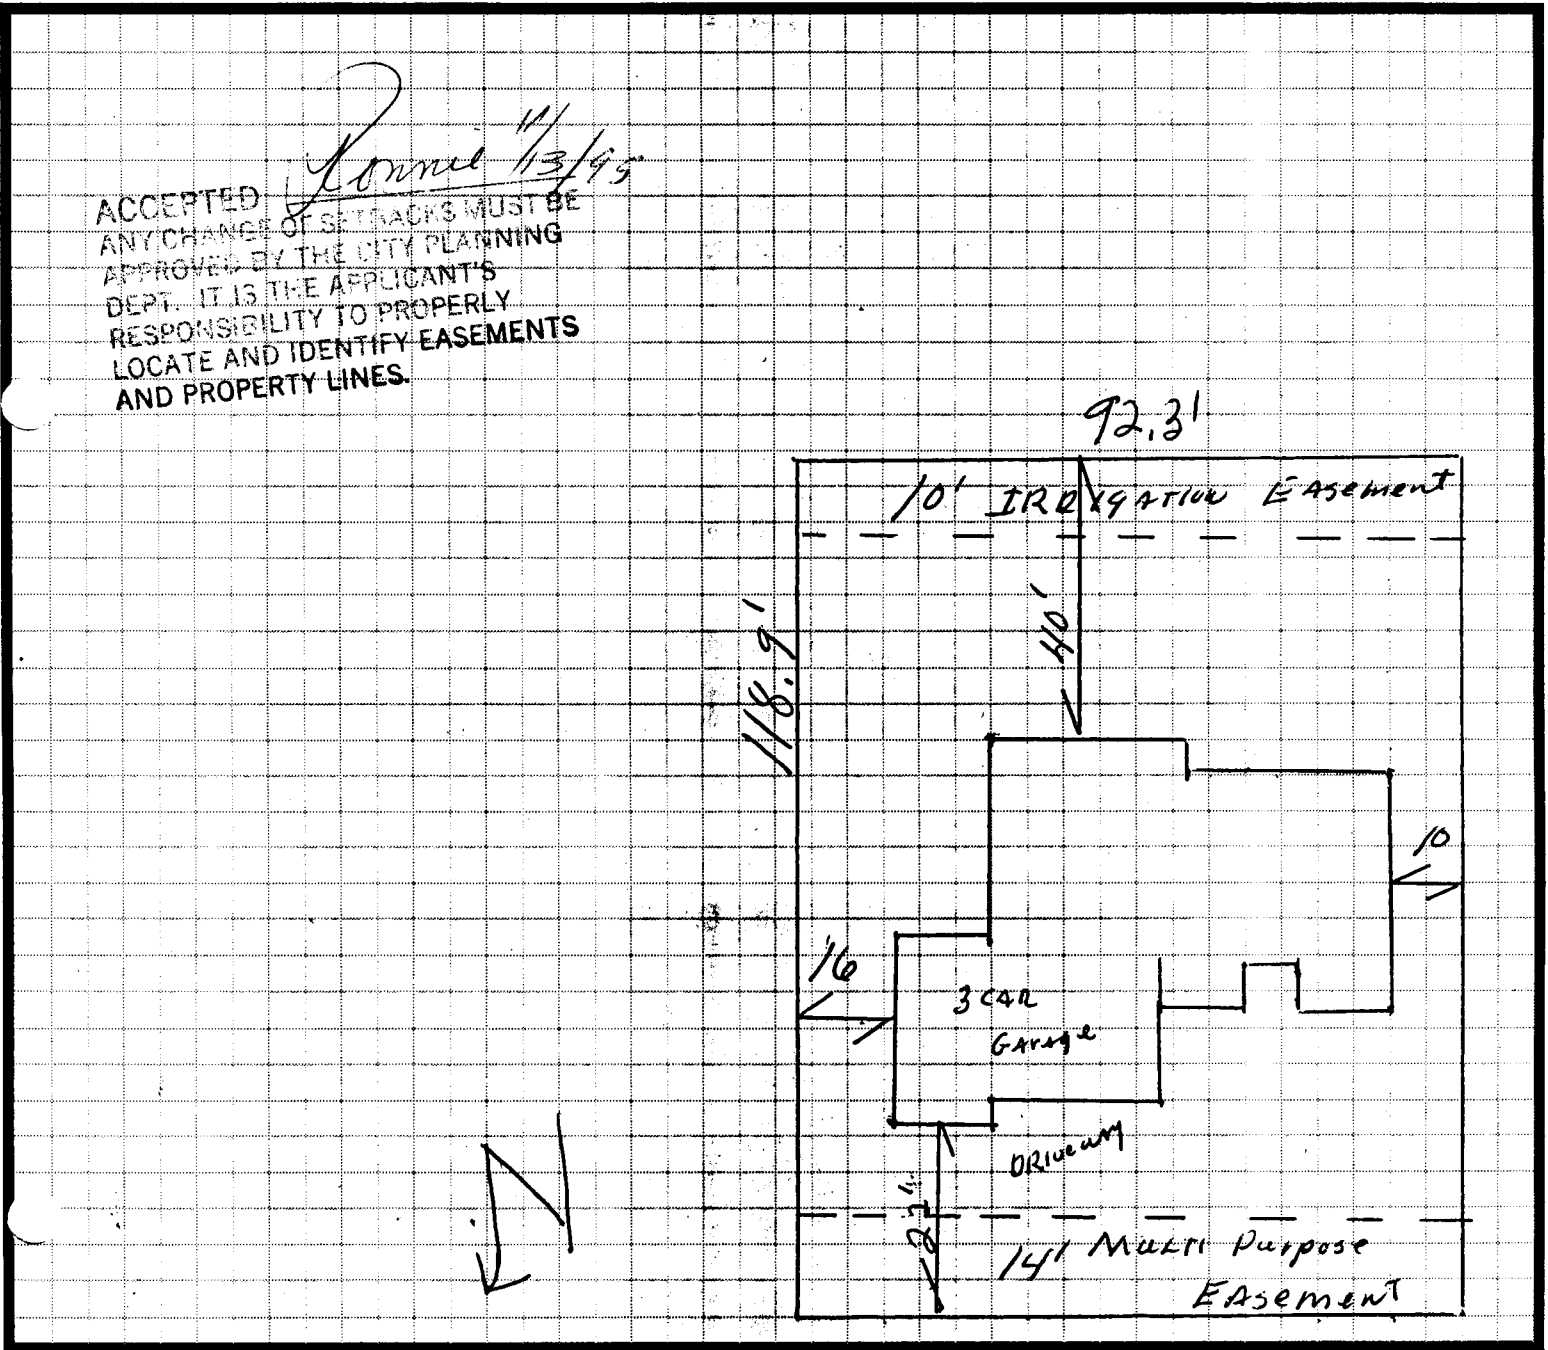 Ronnie 11/13/95
ACCEPTED
ANY CHANGE OF SETBACKS MUST BE
APPROVED BY THE CITY PLANNING
DEPT. IT IS THE APPLICANT'S
RESPONSIBILITY TO PROPERLY
LOCATE AND IDENTIFY EASEMENTS
AND PROPERTY LINES.
92.3'
10' IRRIGATION EAsement
40'
118.9'
10
16
3 CAR
GArage
Driveway
14' Multi Purpose
EAsement
N